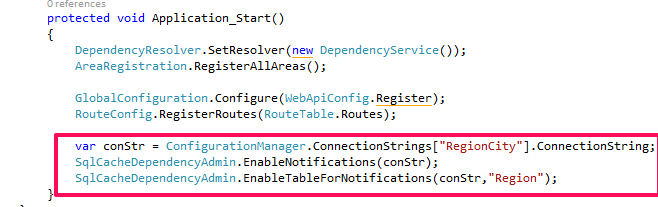 0 references
protected void Application_Start()
{
DependencyResolver.SetResolver(new DependencyService());
AreaRegistration.RegisterAllAreas();
GlobalConfiguration.Configure(WebApiConfig.Register);
RouteConfig.RegisterRoutes(RouteTable.Routes);
var conStr = ConfigurationManager.ConnectionStrings["RegionCity"].ConnectionString;
SqlCacheDependencyAdmin.EnableNotifications(conStr);
SqlCacheDependencyAdmin.EnableTableForNotifications(conStr,"Region");
}